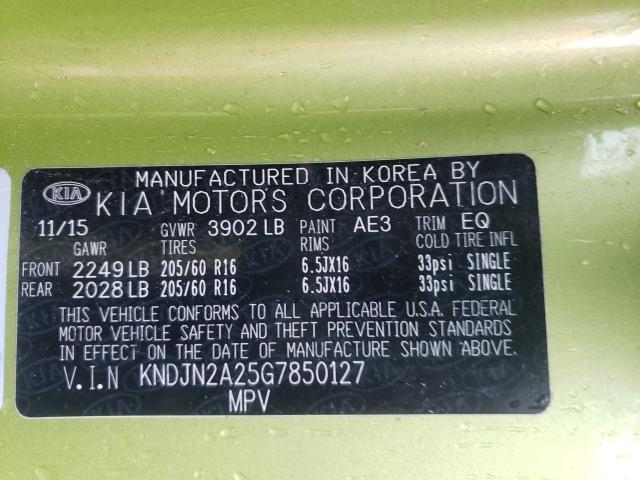 MANUFACTURED IN KOREA BY
KIA KIA MOTORS CORPORATION
11/15 GVWR 3902 LB PAINT AE3 TRIM EQ
GAWR TIRES RIMS COLD TIRE INFL
FRONT 2249 LB 205/60 R16 6.5JX16 33psi SINGLE
REAR 2028 LB 205/60 R16 6.5JX16 33psi SINGLE
THIS VEHICLE CONFORMS TO ALL APPLICABLE U.S.A. FEDERAL
MOTOR VEHICLE SAFETY AND THEFT PREVENTION STANDARDS
IN EFFECT ON THE DATE OF MANUFACTURE SHOWN ABOVE.
V.I.N KNDJN2A25G7850127
MPV